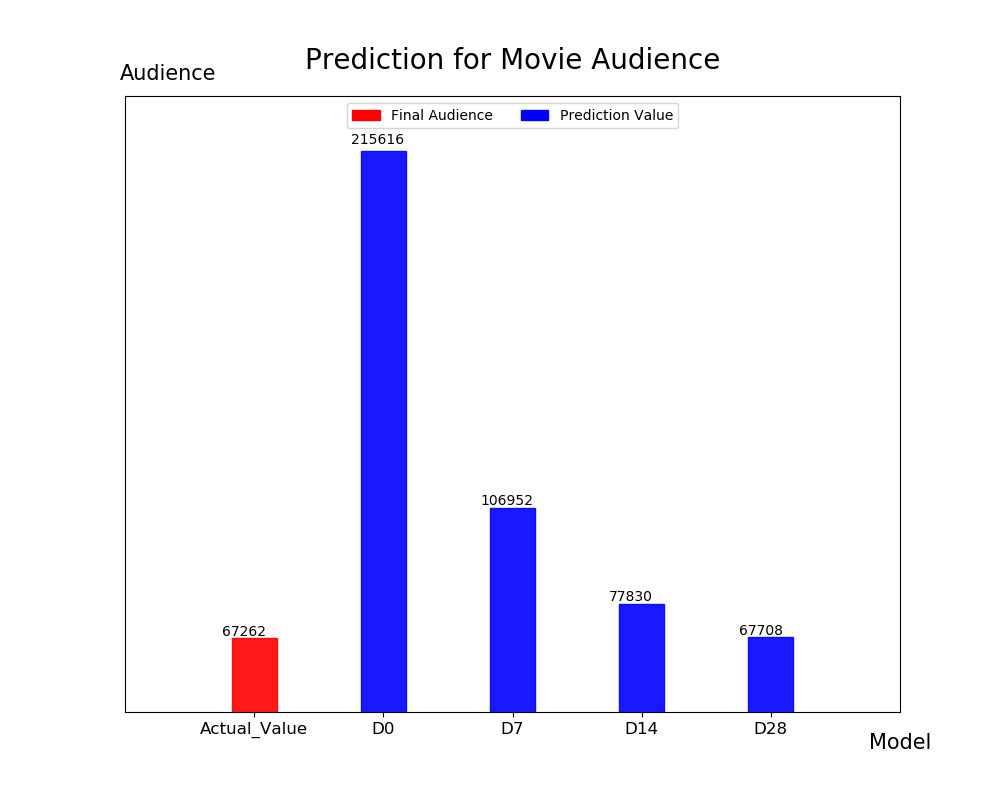 Prediction for Movie Audience
Audience
Final Audience
Prediction Value
215616
106952
77830
67262
67708
Actual_Value
D0
D7
D14
D28
Model